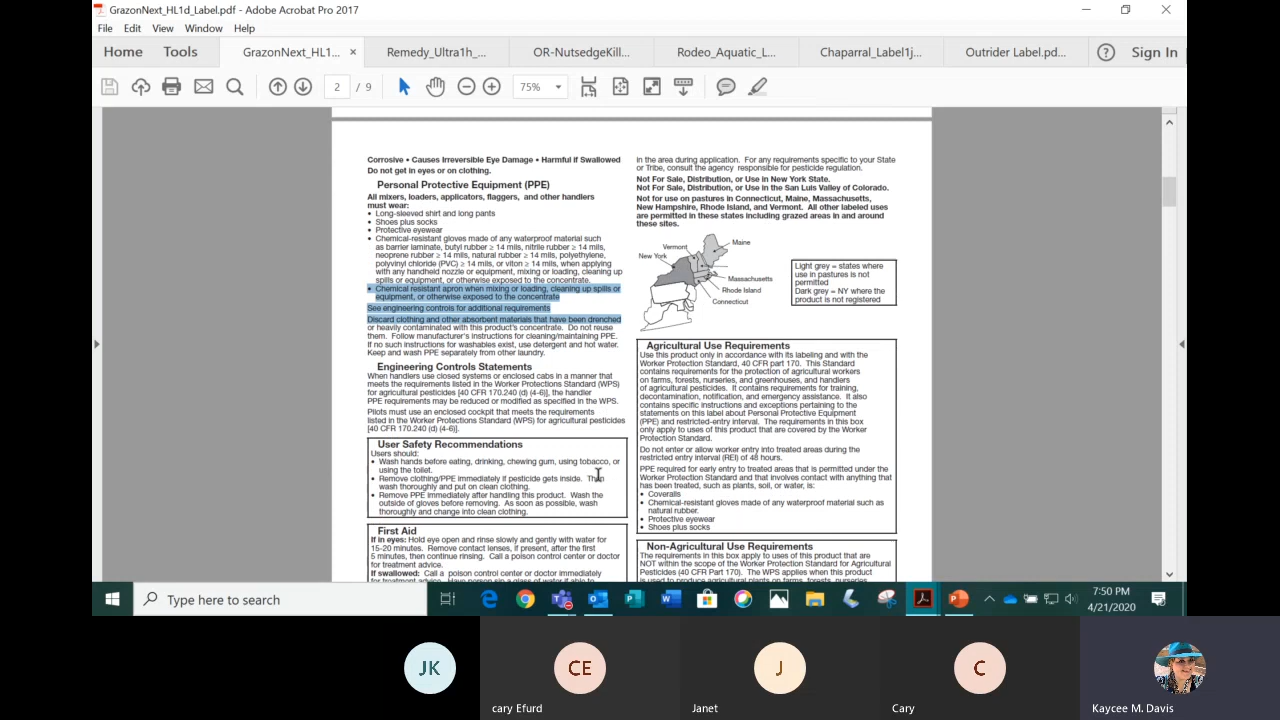 GrazonNext_HL1d_Label.pdf - Adobe Acrobat Pro 2017
File Edit View Window Help
Home Tools GrazonNext_HL1... × Remedy_Ultra1h_... OR-NutsedgeKill... Rodeo_Aquatic_L... Chaparral_Label1j... Outrider Label.pd... Sign In
2 / 9 75%
Corrosive • Causes Irreversible Eye Damage • Harmful if Swallowed
Do not get in eyes or on clothing.
Personal Protective Equipment (PPE)
All mixers, loaders, applicators, flaggers, and other handlers
must wear:
• Long-sleeved shirt and long pants
• Shoes plus socks
• Protective eyewear
• Chemical-resistant gloves made of any waterproof material such
as barrier laminate, butyl rubber ≥ 14 mils, nitrile rubber ≥ 14 mils,
neoprene rubber ≥ 14 mils, natural rubber ≥ 14 mils, polyethylene,
polyvinyl chloride (PVC) ≥ 14 mils, or viton ≥ 14 mils, when applying
with any handheld nozzle or equipment, mixing or loading, cleaning up
spills or equipment, or otherwise exposed to the concentrate.
• Chemical resistant apron when mixing or loading, cleaning up spills or
equipment, or otherwise exposed to the concentrate
See engineering controls for additional requirements
Discard clothing and other absorbent materials that have been drenched
or heavily contaminated with this product's concentrate. Do not reuse
them. Follow manufacturer's instructions for cleaning/maintaining PPE.
If no such instructions for washables exist, use detergent and hot water.
Keep and wash PPE separately from other laundry.
Engineering Controls Statements
When handlers use closed systems or enclosed cabs in a manner that
meets the requirements listed in the Worker Protections Standard (WPS)
for agricultural pesticides [40 CFR 170.240 (d) (4-6)], the handler
PPE requirements may be reduced or modified as specified in the WPS.
Pilots must use an enclosed cockpit that meets the requirements
listed in the Worker Protections Standard (WPS) for agricultural pesticides
[40 CFR 170.240 (d) (4-6)].
User Safety Recommendations
Users should:
• Wash hands before eating, drinking, chewing gum, using tobacco, or
using the toilet.
• Remove clothing/PPE immediately if pesticide gets inside. Then
wash thoroughly and put on clean clothing.
• Remove PPE immediately after handling this product. Wash the
outside of gloves before removing. As soon as possible, wash
thoroughly and change into clean clothing.
First Aid
If in eyes: Hold eye open and rinse slowly and gently with water for
15-20 minutes. Remove contact lenses, if present, after the first
5 minutes, then continue rinsing. Call a poison control center or doctor
for treatment advice.
If swallowed: Call a poison control center or doctor immediately
for treatment advice. Have person sip a glass of water if able to
in the area during application. For any requirements specific to your State
or Tribe, consult the agency responsible for pesticide regulation.
Not For Sale, Distribution, or Use in New York State.
Not For Sale, Distribution, or Use in the San Luis Valley of Colorado.
Not for use on pastures in Connecticut, Maine, Massachusetts,
New Hampshire, Rhode Island, and Vermont. All other labeled uses
are permitted in these states including grazed areas in and around
these sites.
Maine
Vermont
New York
Massachusetts
Rhode Island
Connecticut
Light grey = states where
use in pastures is not
permitted
Dark grey = NY where the
product is not registered
Agricultural Use Requirements
Use this product only in accordance with its labeling and with the
Worker Protection Standard, 40 CFR part 170. This Standard
contains requirements for the protection of agricultural workers
on farms, forests, nurseries, and greenhouses, and handlers
of agricultural pesticides. It contains requirements for training,
decontamination, notification, and emergency assistance. It also
contains specific instructions and exceptions pertaining to the
statements on this label about Personal Protective Equipment
(PPE) and restricted-entry interval. The requirements in this box
only apply to uses of this product that are covered by the Worker
Protection Standard.
Do not enter or allow worker entry into treated areas during the
restricted entry interval (REI) of 48 hours.
PPE required for early entry to treated areas that is permitted under the
Worker Protection Standard and that involves contact with anything that
has been treated, such as plants, soil, or water, is:
• Coveralls
• Chemical-resistant gloves made of any waterproof material such as
natural rubber.
• Protective eyewear
• Shoes plus socks
Non-Agricultural Use Requirements
The requirements in this box apply to uses of this product that are
NOT within the scope of the Worker Protection Standard for Agricultural
Pesticides (40 CFR Part 170). The WPS applies when this product
is used to produce agricultural plants on farms, forests, nurseries
Type here to search
7:50 PM
4/21/2020
JK CE J C
cary Efurd Janet Cary Kaycee M. Davis